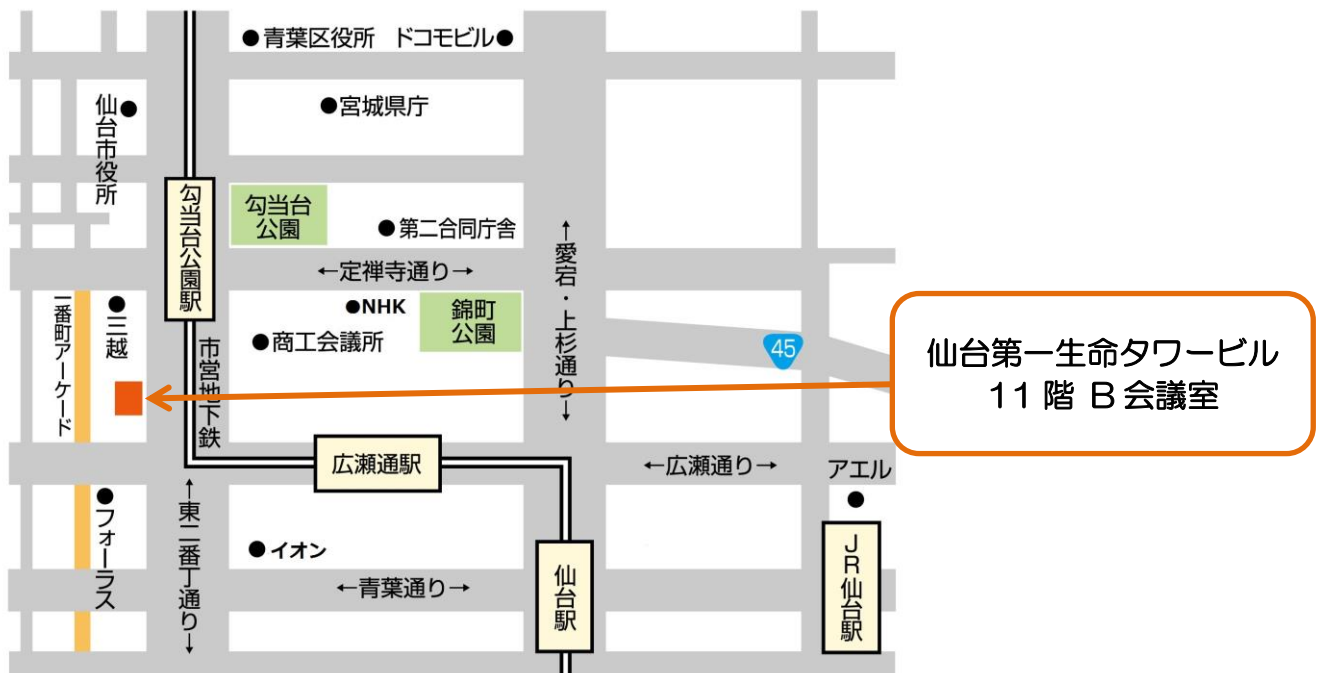 ●青葉区役所 ドコモビル●
仙台市役所●
●宮城県庁
勾当台公園駅
勾当台
公園
●第二合同庁舎
←定禅寺通り→
←愛宕・上杉通り→
一番町アーケード
●三越
市営地下鉄
●NHK
●商工会議所
錦町
公園
45
仙台第一生命タワービル
11階 B会議室
広瀬通駅
←広瀬通り→
アエル
●
●フォーラス
←東二番丁通り→
●イオン
←青葉通り→
仙台駅
JR仙台駅